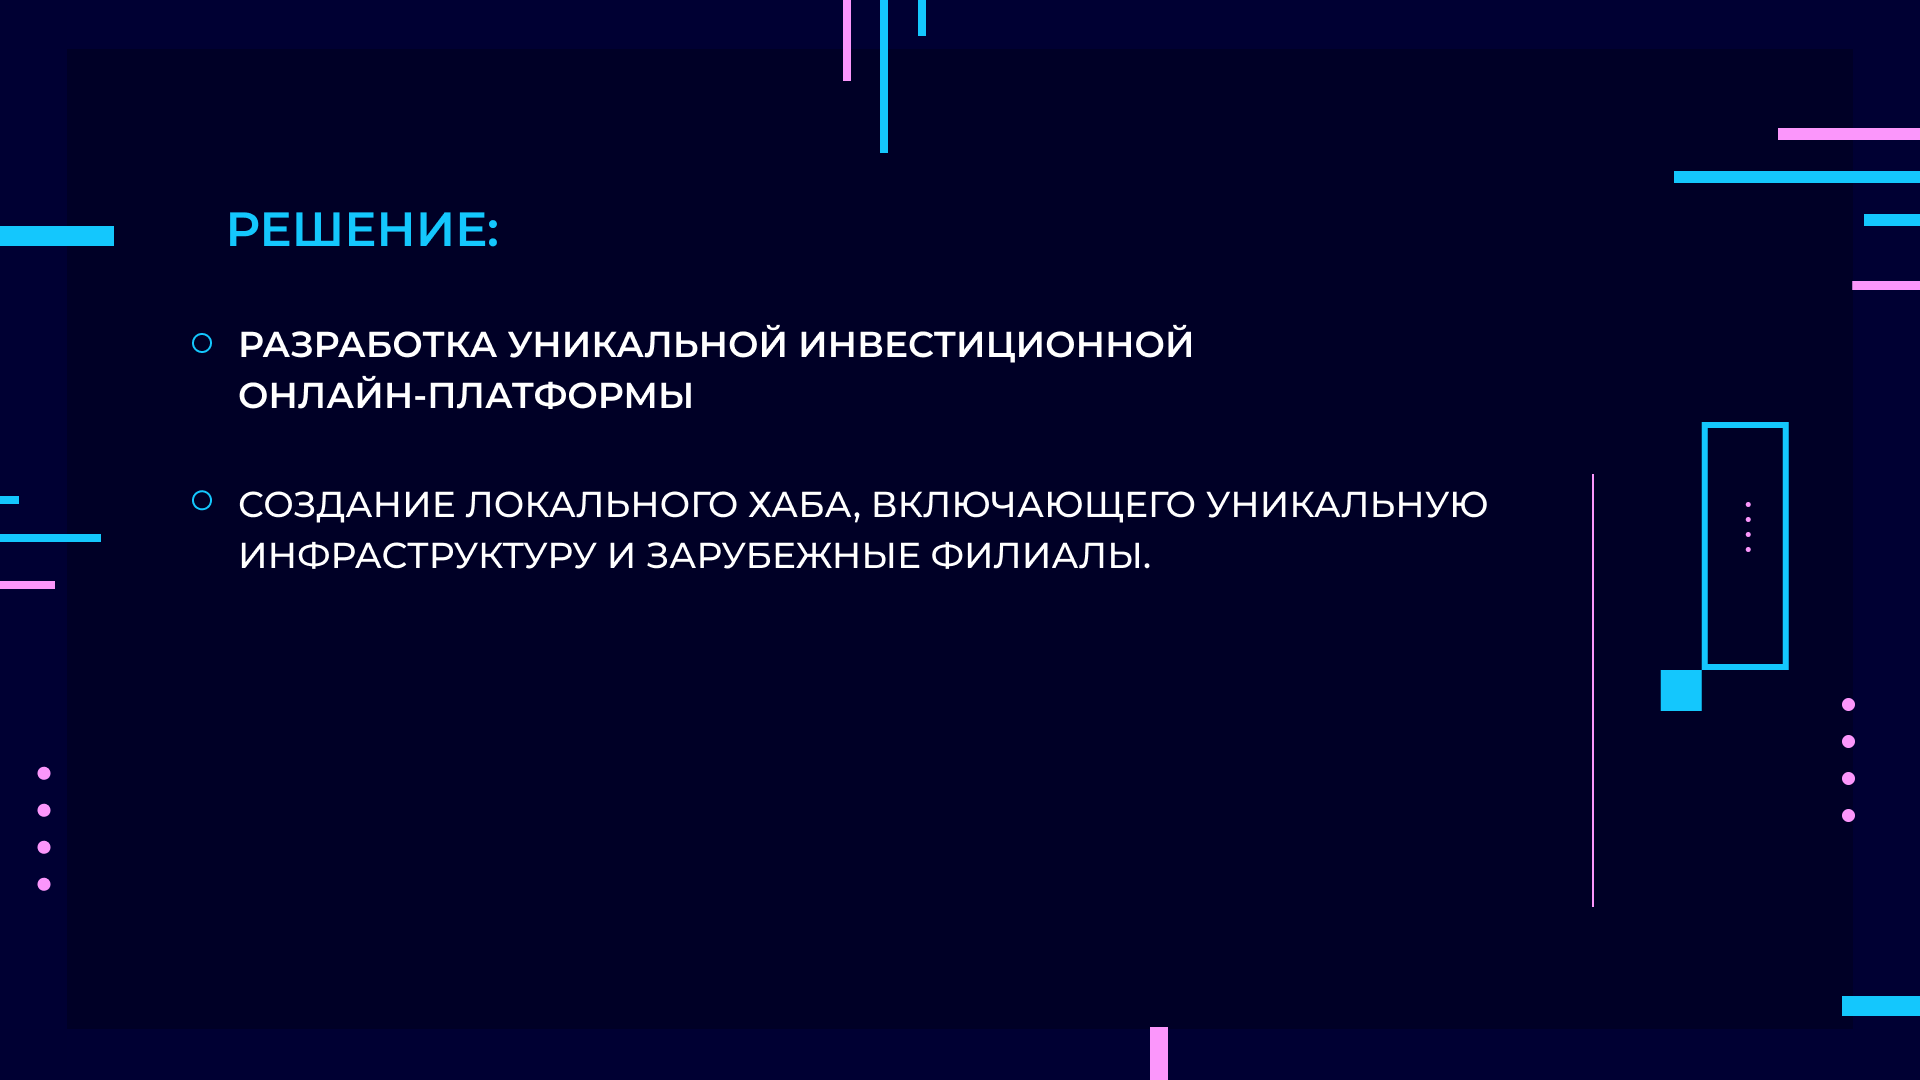 РЕШЕНИЕ:
РАЗРАБОТКА УНИКАЛЬНОЙ ИНВЕСТИЦИОННОЙ
ОНЛАЙН-ПЛАТФОРМЫ
СОЗДАНИЕ ЛОКАЛЬНОГО ХАБА, ВКЛЮЧАЮЩЕГО УНИКАЛЬНУЮ
ИНФРАСТРУКТУРУ И ЗАРУБЕЖНЫЕ ФИЛИАЛЫ.